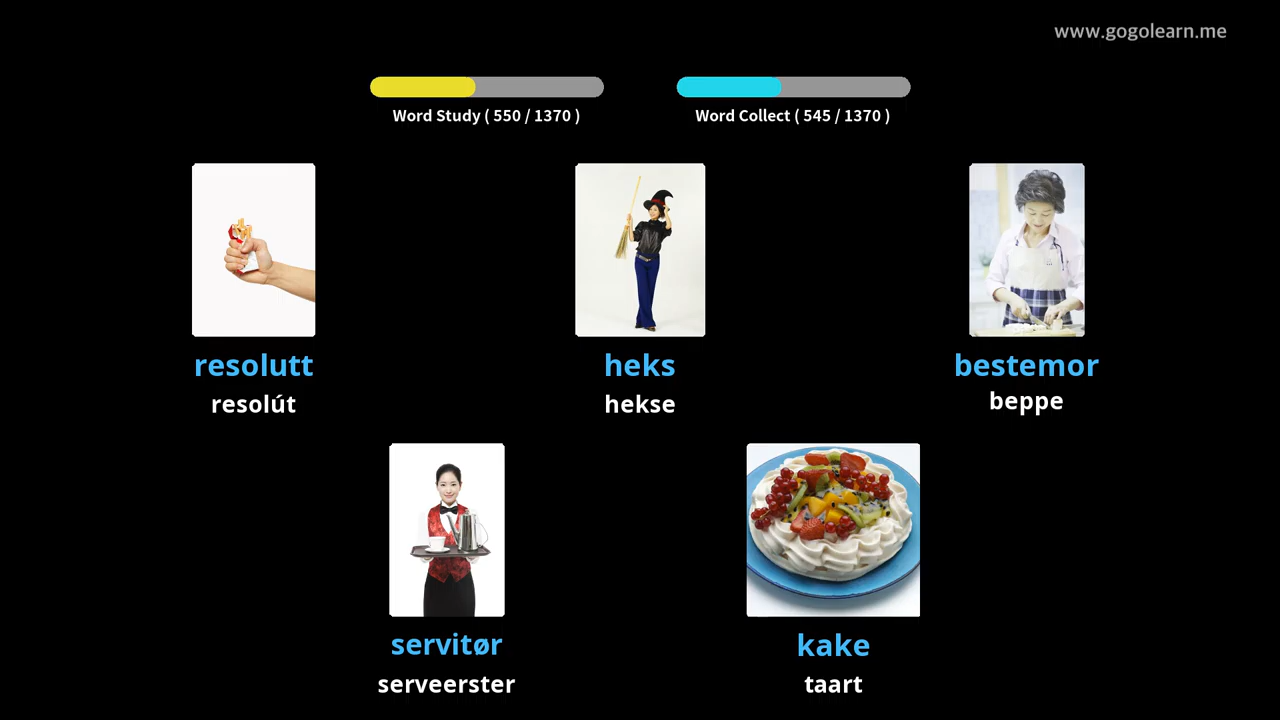 www.gogolearn.me
Word Study ( 550 / 1370 )
Word Collect ( 545 / 1370 )
resolutt
resolút
heks
hekse
bestemor
beppe
servitør
serveerster
kake
taart